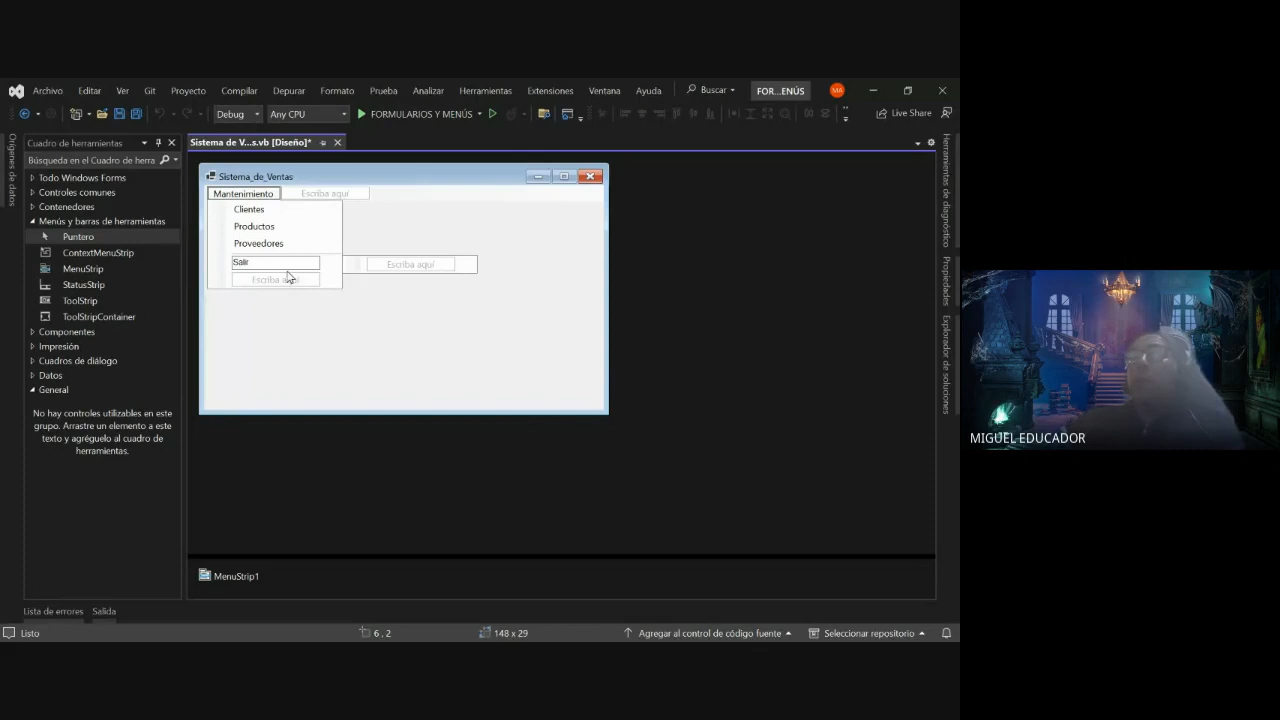 Archivo Editar Ver Git Proyecto Compilar Depurar Formato Prueba Analizar Herramientas Extensiones Ventana Ayuda Buscar FOR...ENÚS MA
Debug Any CPU FORMULARIOS Y MENÚS Live Share
Orígenes de datos
Cuadro de herramientas
Búsqueda en el Cuadro de herra
Todo Windows Forms
Controles comunes
Contenedores
Menús y barras de herramientas
Puntero
ContextMenuStrip
MenuStrip
StatusStrip
ToolStrip
ToolStripContainer
Componentes
Impresión
Cuadros de diálogo
Datos
General
No hay controles utilizables en este
grupo. Arrastre un elemento a este
texto y agréguelo al cuadro de
herramientas.
Sistema de V...s.vb [Diseño]*
Sistema_de_Ventas
Mantenimiento Escriba aquí
Clientes
Productos
Proveedores
Salir
Escriba aquí
Escriba aquí
MenuStrip1
Herramientas de diagnóstico
Propiedades
Explorador de soluciones
MIGUEL EDUCADOR
Lista de errores Salida
Listo 6 , 2 148 x 29 Agregar al control de código fuente Seleccionar repositorio